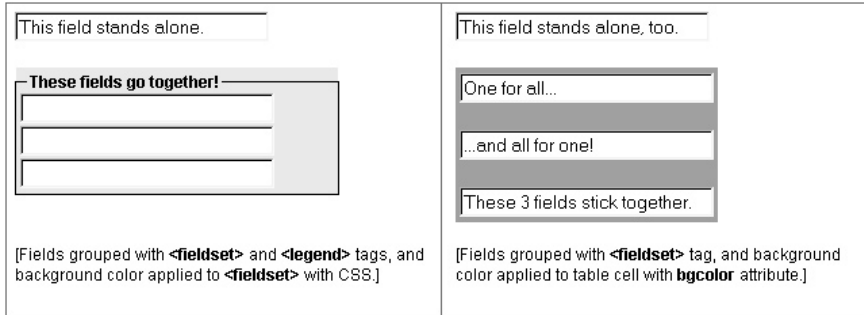 This field stands alone.
These fields go together!
[Fields grouped with <fieldset> and <legend> tags, and
background color applied to <fieldset> with CSS.]
This field stands alone, too.
One for all...
...and all for one!
These 3 fields stick together.
[Fields grouped with <fieldset> tag, and background
color applied to table cell with bgcolor attribute.]